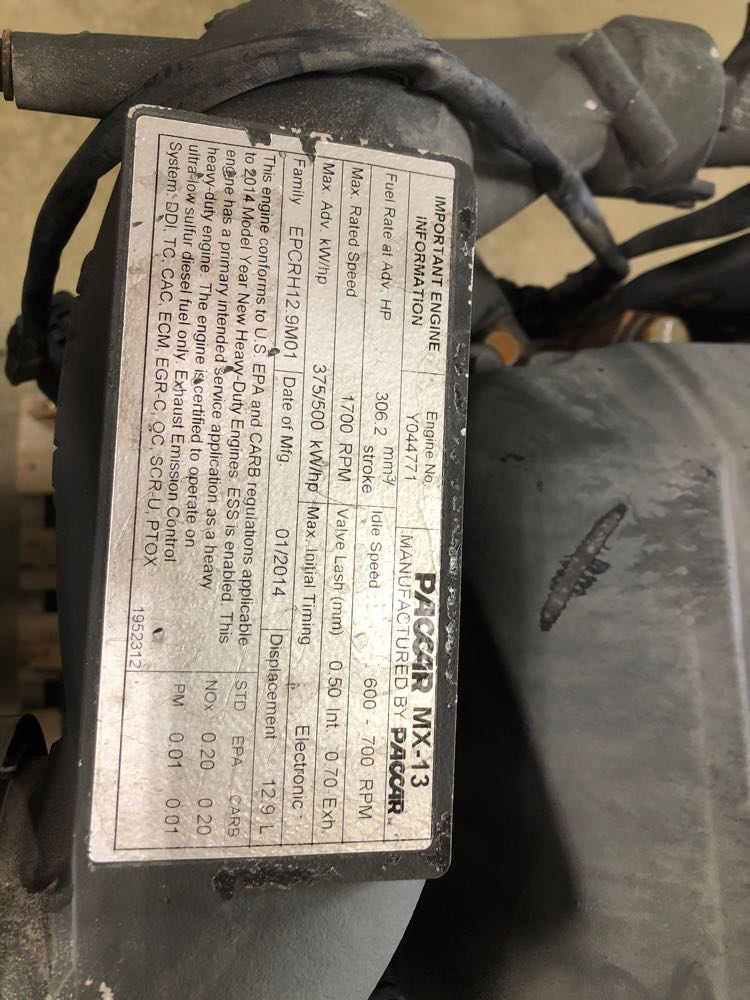 IMPORTANT ENGINE
INFORMATION
Engine No.
Y044771
PACCAR MX-13
MANUFACTURED BY PACCAR
Fuel Rate at Adv. HP 306.2 mm³/
stroke
Idle Speed 600 - 700 RPM
Max. Rated Speed 1700 RPM Valve Lash (mm) 0.50 Int. 0.70 Exh.
Max. Adv. kW/hp 375/500 kW/hp Max. Initial Timing Electronic
Family EPCRH12.9M01 Date of Mfg. 01/2014 Displacement 12.9 L
This engine conforms to U.S. EPA and CARB regulations applicable
to 2014 Model Year New Heavy-Duty Engines. ESS is enabled. This
engine has a primary intended service application as a heavy
heavy-duty engine. The engine is certified to operate on
ultra-low sulfur diesel fuel only. Exhaust Emission Control
System: DDI, TC, CAC, ECM, EGR-C, OC, SCR-U, PTOX
STD EPA CARB
NOx 0.20 0.20
PM 0.01 0.01
1952312